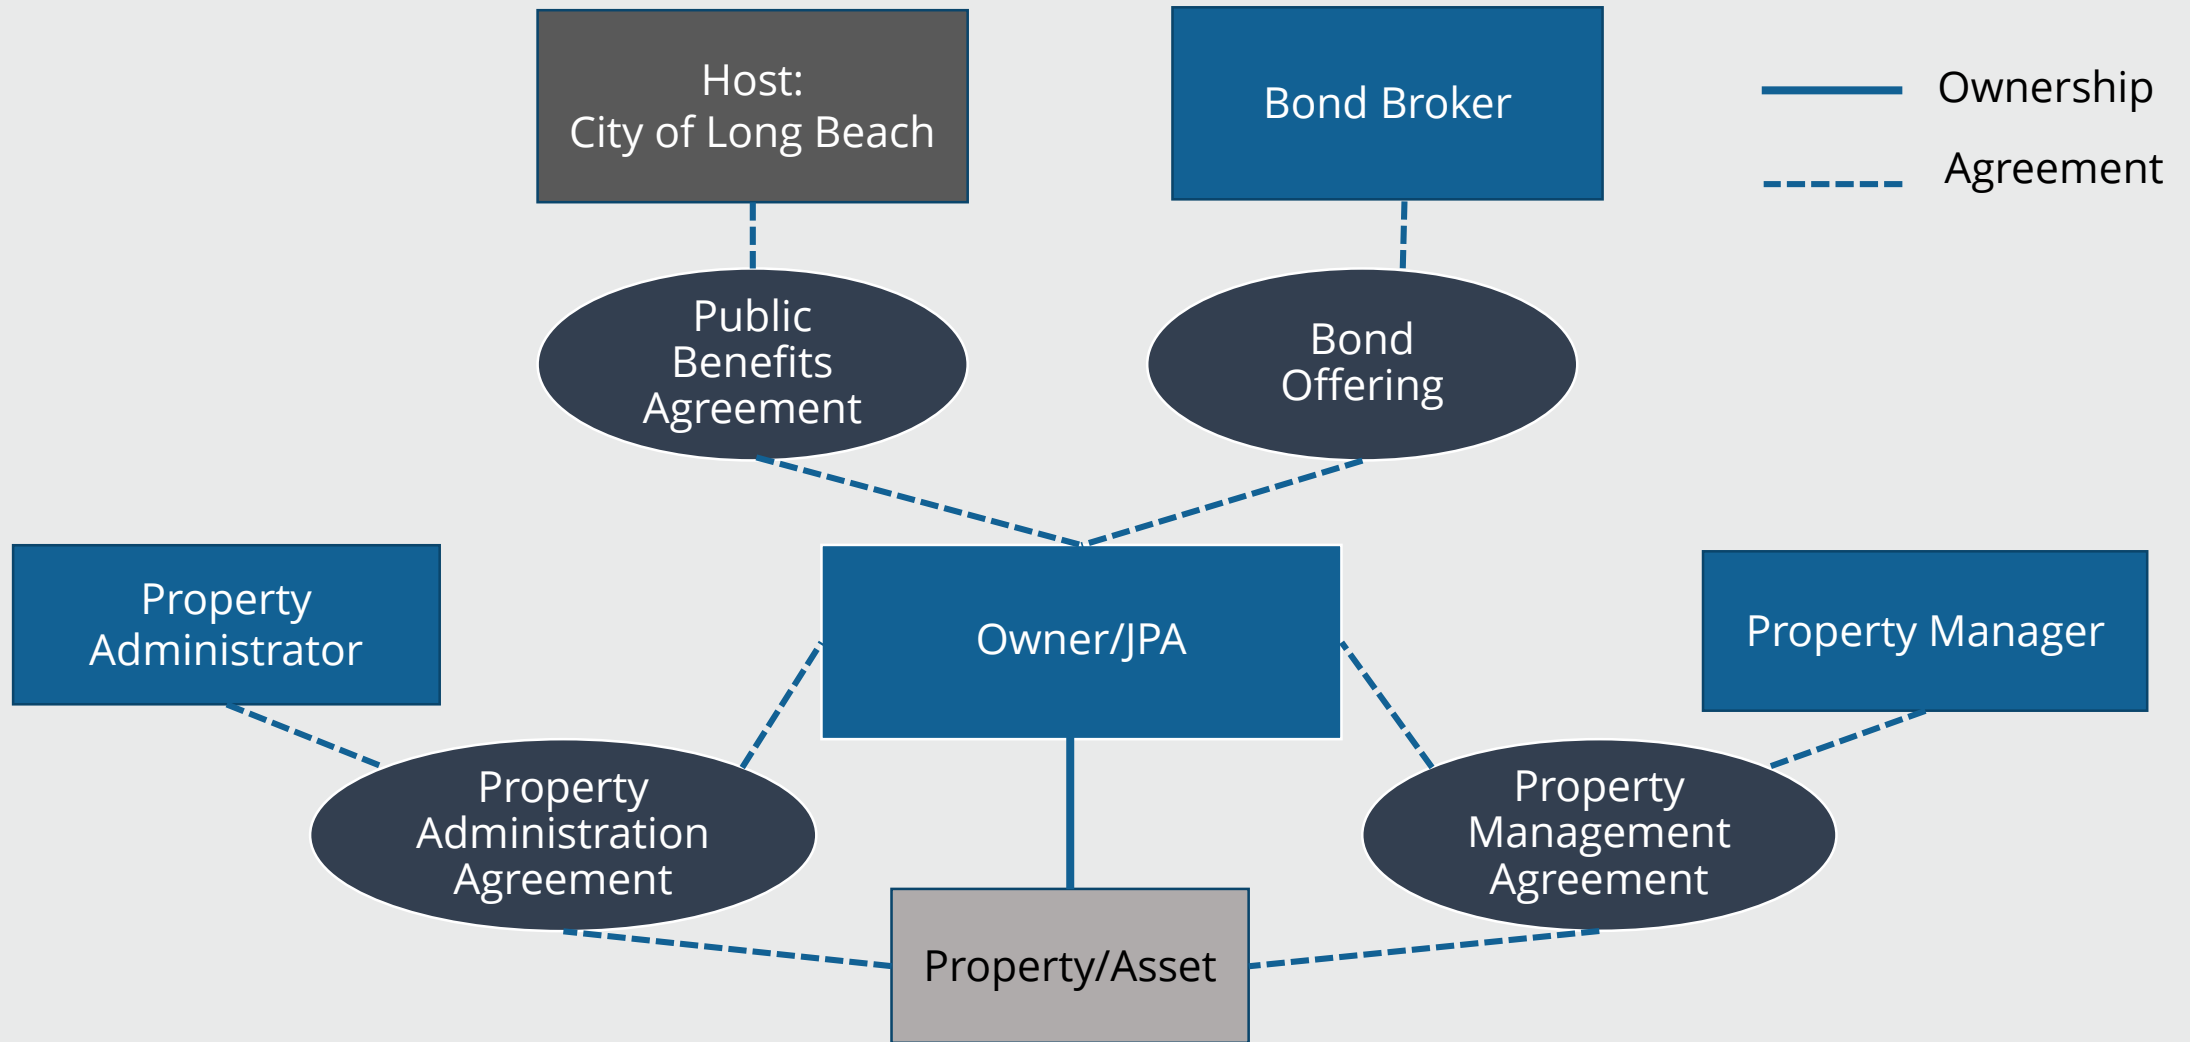 Host:
City of Long Beach
Bond Broker
Ownership
Agreement
Public
Benefits
Agreement
Bond
Offering
Property
Administrator
Owner/JPA
Property Manager
Property
Administration
Agreement
Property
Management
Agreement
Property/Asset